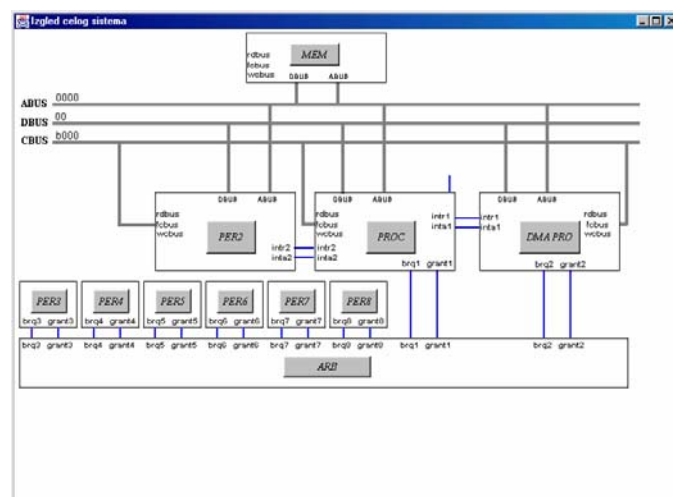 Izgled celog sistema
MEM
rdbus
fcbus
wcbus
DBUS ABUS
ABUS 0000
DBUS 00
CBUS b000
DBUS ABUS
rdbus
fcbus
wcbus
PER2
intr2
inta2
DBUS ABUS
rdbus
fcbus
wcbus
PROC
intr1
inta1
intr2
inta2
brq1 grant1
DBUS ABUS
intr1
inta1
DMA PRO
rdbus
fcbus
wcbus
brq2 grant2
PER3
brq3 grant3
PER4
brq4 grant4
PER5
brq5 grant5
PER6
brq6 grant6
PER7
brq7 grant7
PER8
brq8 grant8
brq3 grant3 brq4 grant4 brq5 grant5 brq6 grant6 brq7 grant7 brq8 grant8 brq1 grant1 brq2 grant2
ARB